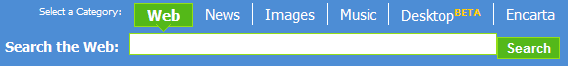 Select a Category: Web News Images Music DesktopBETA Encarta
Search the Web: Search